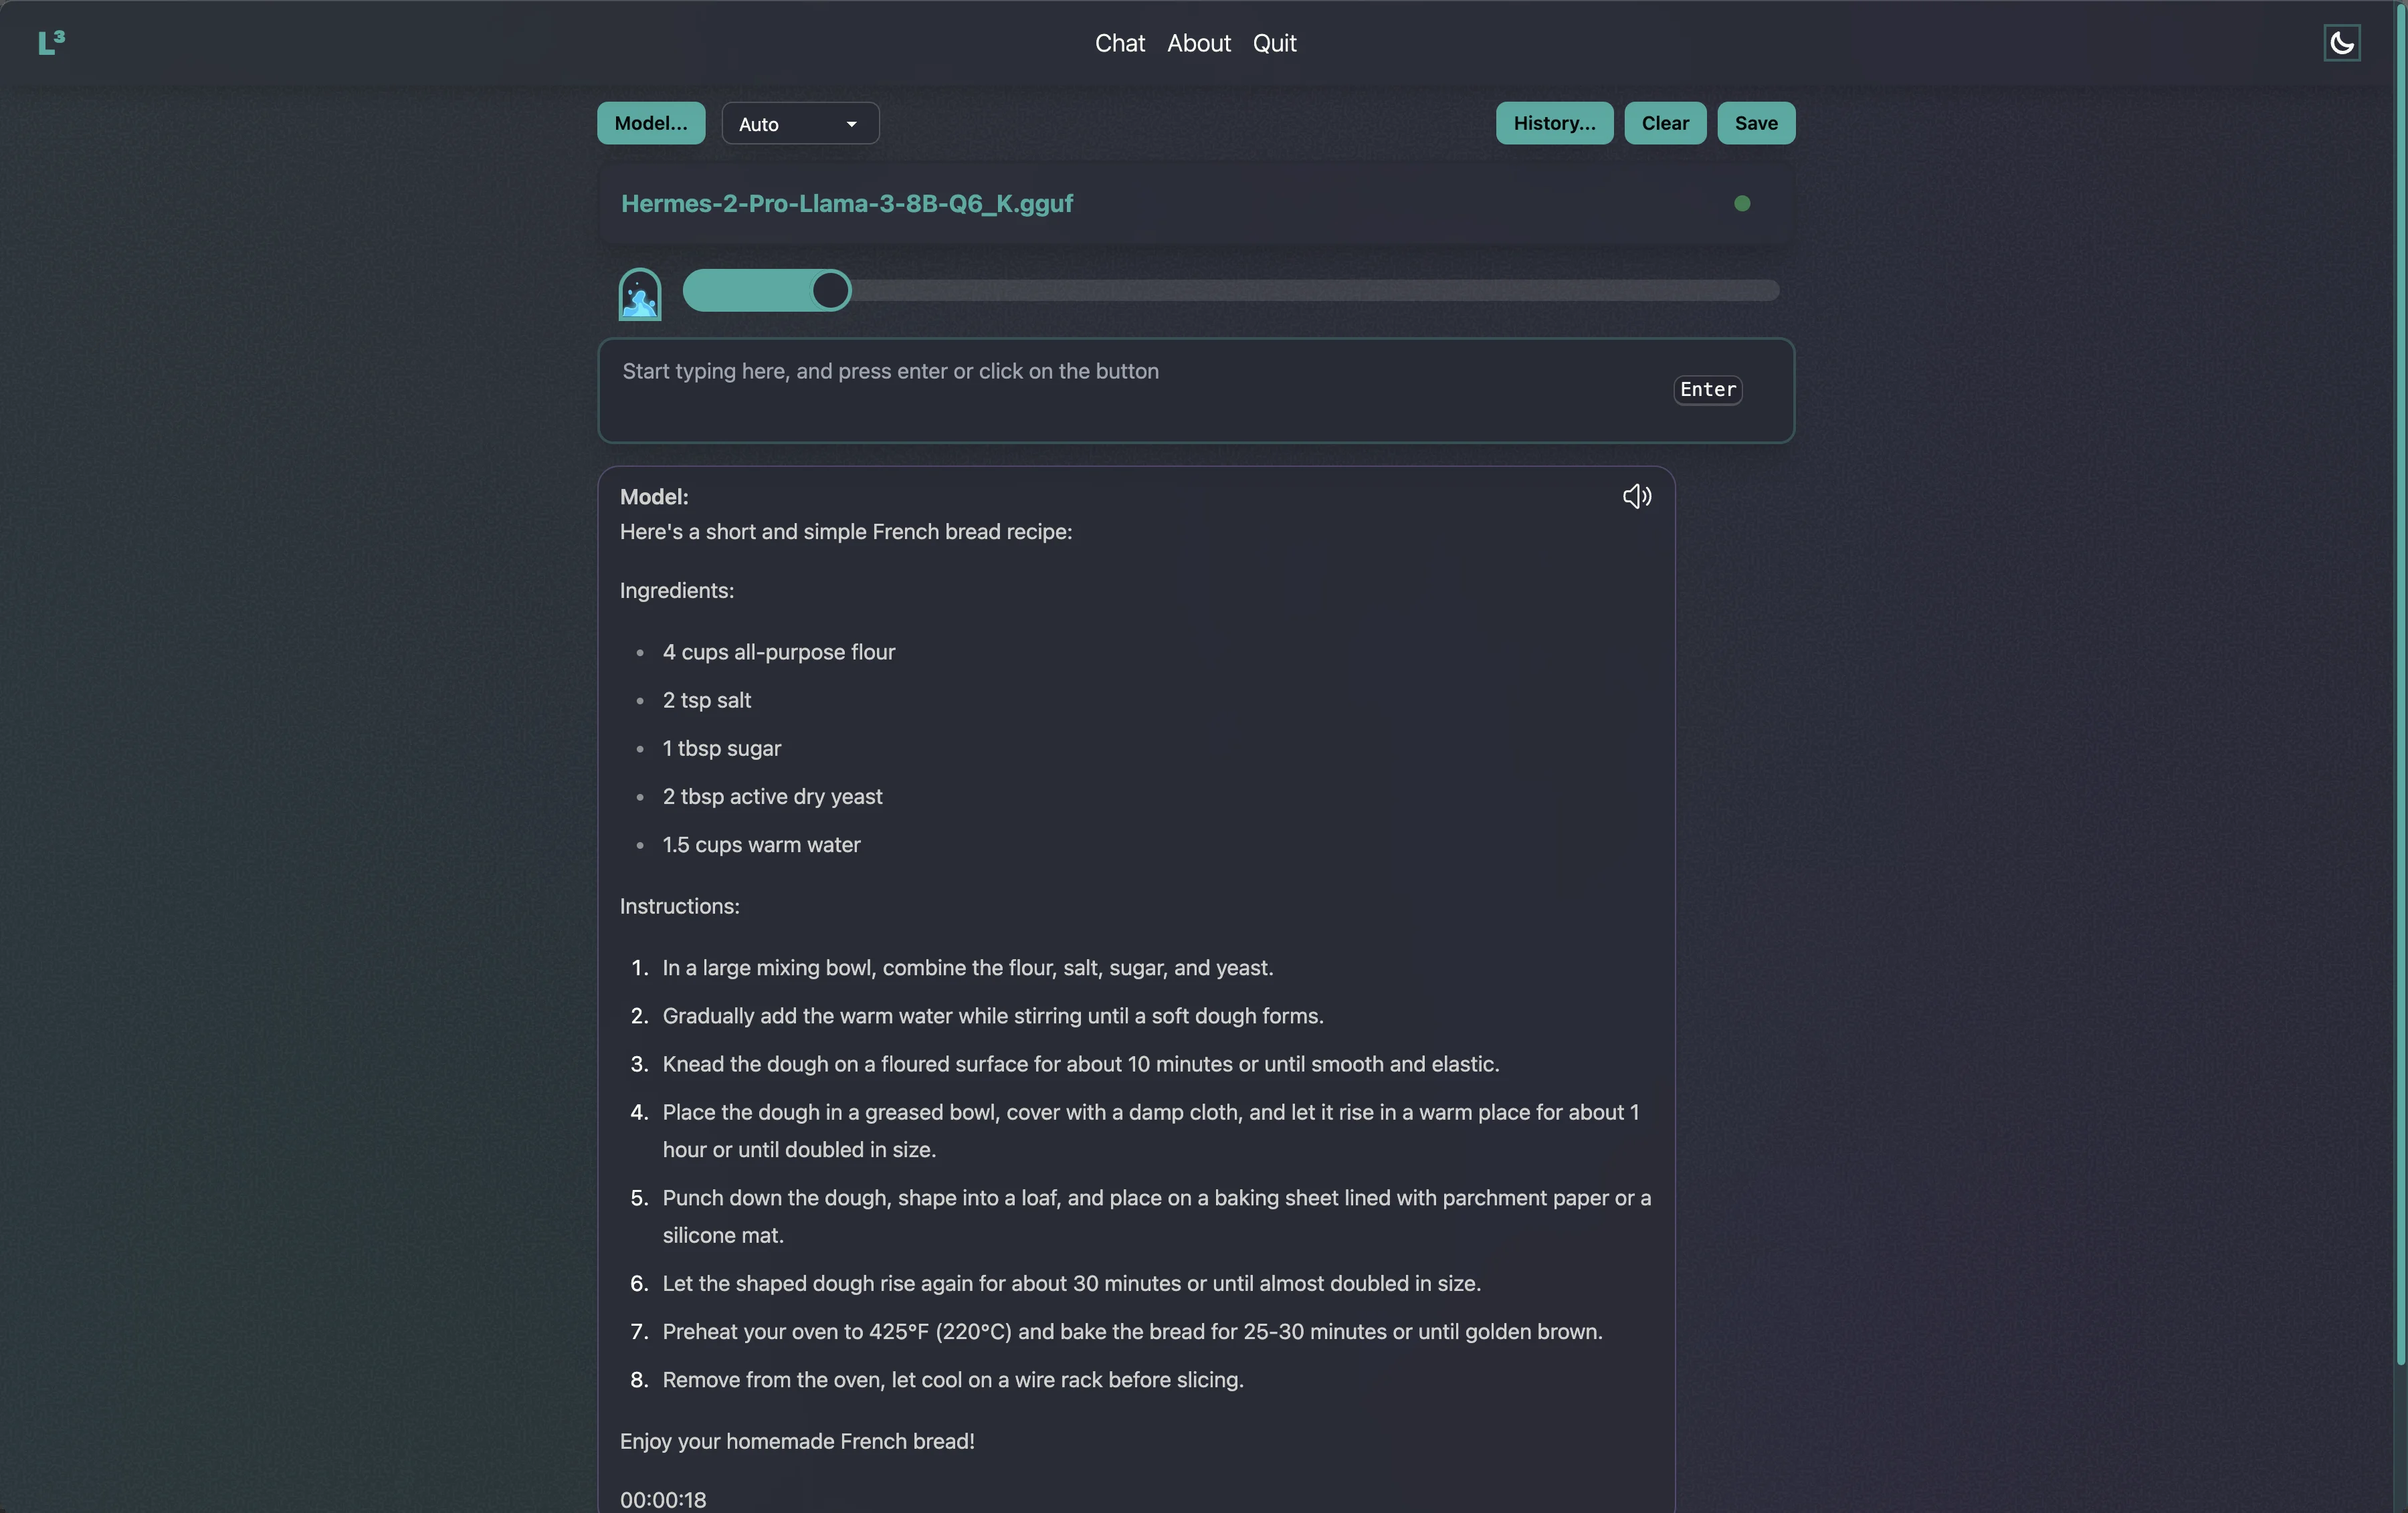 L³
Chat About Quit
Model... Auto History... Clear Save
Hermes-2-Pro-Llama-3-8B-Q6_K.gguf
Start typing here, and press enter or click on the button
Enter
Model:
Here's a short and simple French bread recipe:
Ingredients:
• 4 cups all-purpose flour
• 2 tsp salt
• 1 tbsp sugar
• 2 tbsp active dry yeast
• 1.5 cups warm water
Instructions:
1. In a large mixing bowl, combine the flour, salt, sugar, and yeast.
2. Gradually add the warm water while stirring until a soft dough forms.
3. Knead the dough on a floured surface for about 10 minutes or until smooth and elastic.
4. Place the dough in a greased bowl, cover with a damp cloth, and let it rise in a warm place for about 1
hour or until doubled in size.
5. Punch down the dough, shape into a loaf, and place on a baking sheet lined with parchment paper or a
silicone mat.
6. Let the shaped dough rise again for about 30 minutes or until almost doubled in size.
7. Preheat your oven to 425°F (220°C) and bake the bread for 25-30 minutes or until golden brown.
8. Remove from the oven, let cool on a wire rack before slicing.
Enjoy your homemade French bread!
00:00:18